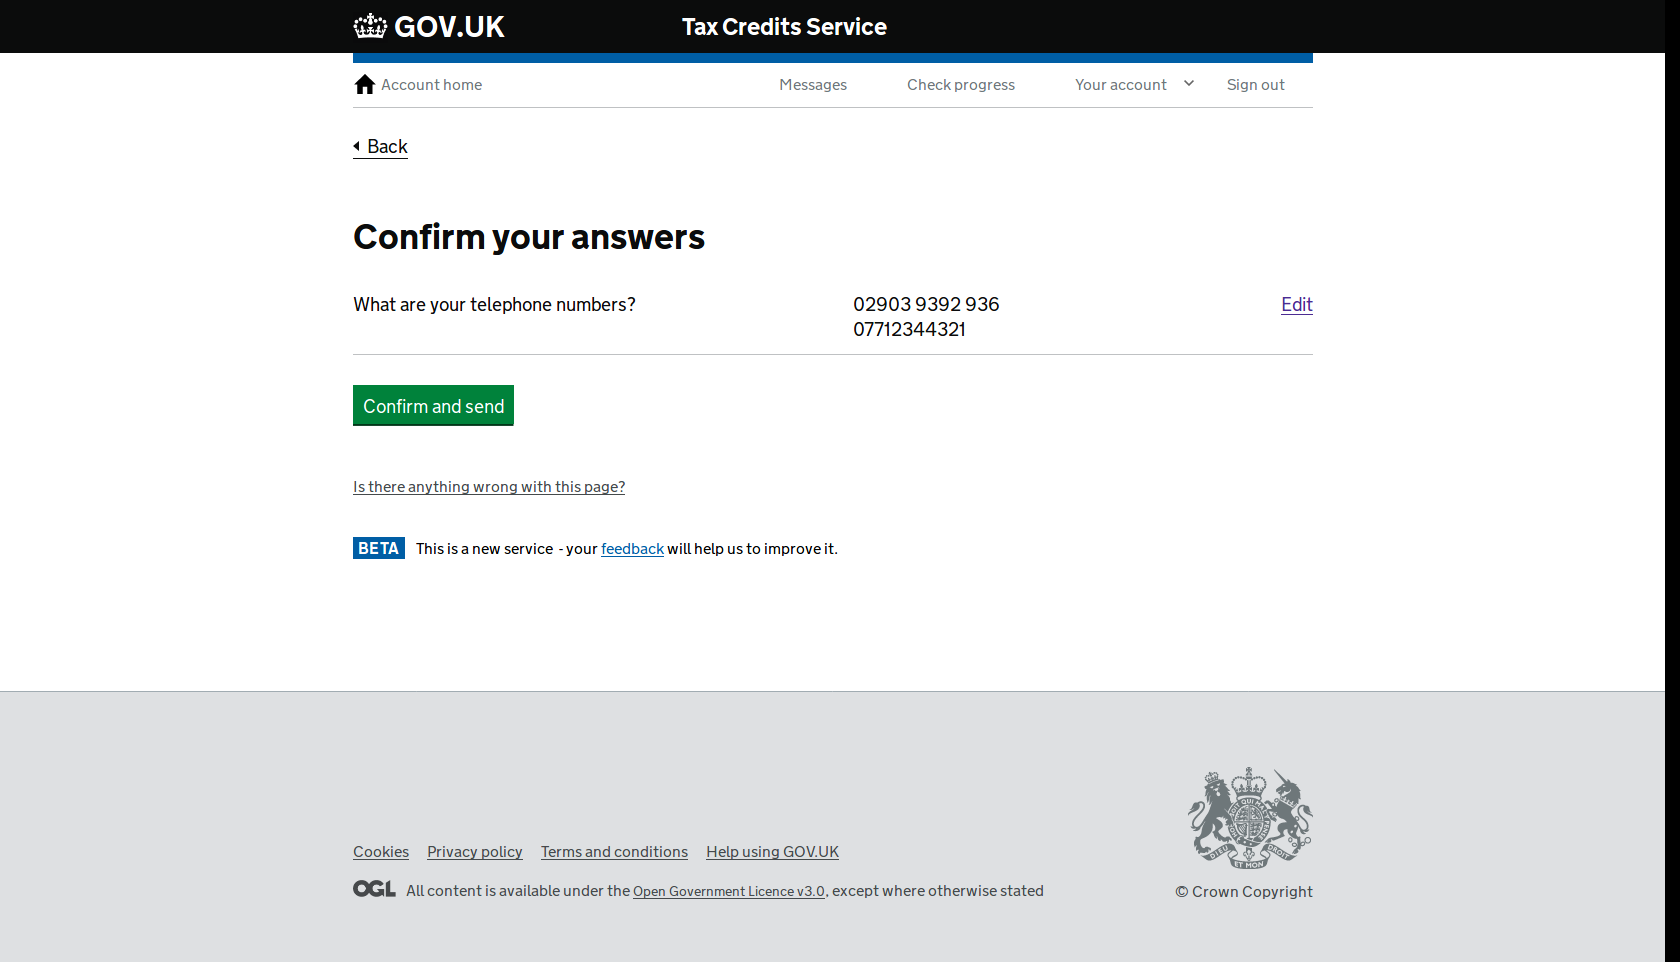 GOV.UK Tax Credits Service
Account home Messages Check progress Your account Sign out
Back
Confirm your answers
What are your telephone numbers? 02903 9392 936 Edit
07712344321
Confirm and send
Is there anything wrong with this page?
BETA This is a new service - your feedback will help us to improve it.
Cookies Privacy policy Terms and conditions Help using GOV.UK
OGL All content is available under the Open Government Licence v3.0, except where otherwise stated
© Crown Copyright